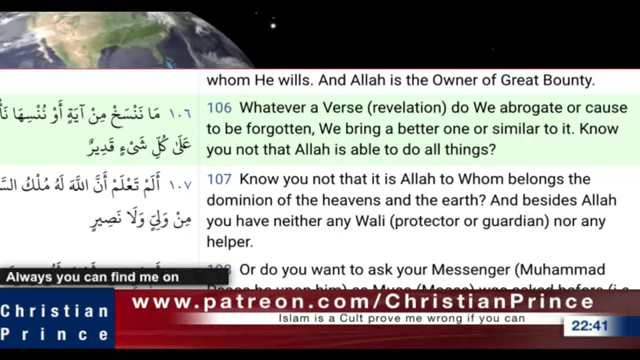 whom He wills. And Allah is the Owner of Great Bounty.
١٠٦ مَا نَنْسَخْ مِنْ آيَةٍ أَوْ نُنْسِهَا
عَلَىٰ كُلِّ شَيْءٍ قَدِيرٌ
106 Whatever a Verse (revelation) do We abrogate or cause
to be forgotten, We bring a better one or similar to it. Know
you not that Allah is able to do all things?
١٠٧ أَلَمْ تَعْلَمْ أَنَّ اللَّهَ لَهُ مُلْكُ
مِنْ وَلِيٍّ وَلَا نَصِيرٍ
107 Know you not that it is Allah to Whom belongs the
dominion of the heavens and the earth? And besides Allah
you have neither any Wali (protector or guardian) nor any
helper.
Or do you want to ask your Messenger (Muhammad
Always you can find me on
Christian
Prince
www.patreon.com/ChristianPrince
Islam is a Cult prove me wrong if you can
22:41